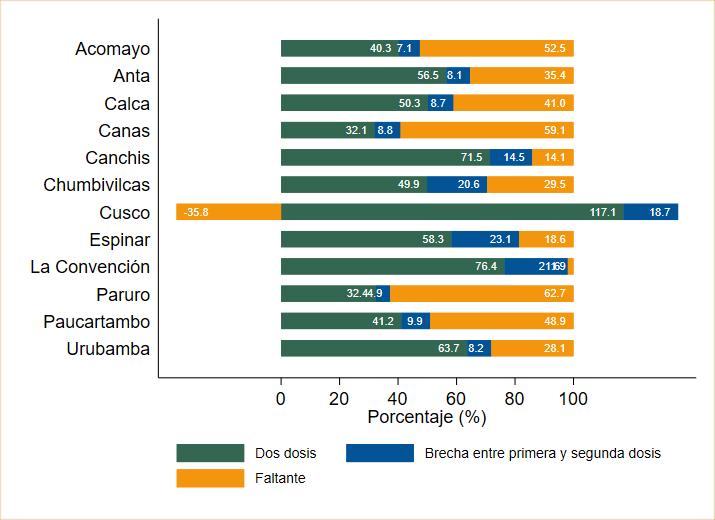 Acomayo 40.3 7.1 52.5
Anta 56.5 8.1 35.4
Calca 50.3 8.7 41.0
Canas 32.1 8.8 59.1
Canchis 71.5 14.5 14.1
Chumbivilcas 49.9 20.6 29.5
Cusco -35.8 117.1 18.7
Espinar 58.3 23.1 18.6
La Convención 76.4
Paruro 32.4 4.9 62.7
Paucartambo 41.2 9.9 48.9
Urubamba 63.7 8.2 28.1
0 20 40 60 80 100
Porcentaje (%)
Dos dosis Brecha entre primera y segunda dosis
Faltante